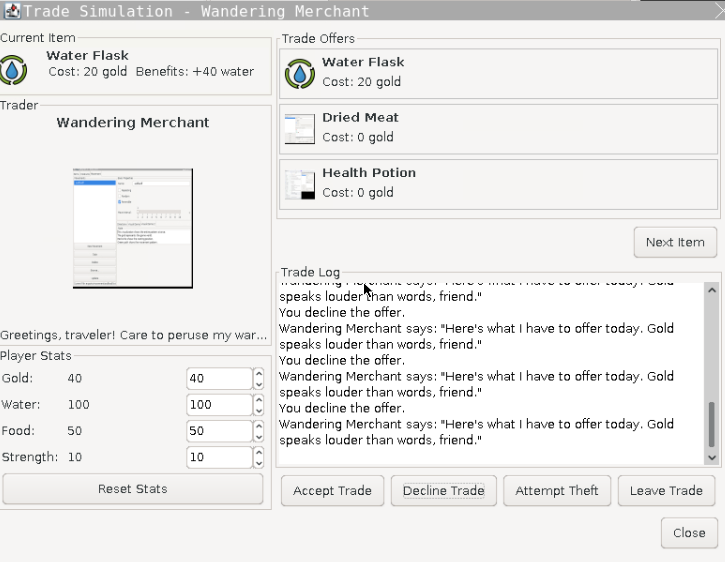 Trade Simulation - Wandering Merchant
Current Item
Water Flask
Cost: 20 gold Benefits: +40 water
Trader
Wandering Merchant
Greetings, traveler! Care to peruse my war...
Player Stats
Gold: 40 40
Water: 100 100
Food: 50 50
Strength: 10 10
Reset Stats
Trade Offers
Water Flask
Cost: 20 gold
Dried Meat
Cost: 0 gold
Health Potion
Cost: 0 gold
Next Item
Trade Log
Wandering Merchant says: "Here's what I have to offer today. Gold
speaks louder than words, friend."
You decline the offer.
Wandering Merchant says: "Here's what I have to offer today. Gold
speaks louder than words, friend."
You decline the offer.
Wandering Merchant says: "Here's what I have to offer today. Gold
speaks louder than words, friend."
You decline the offer.
Wandering Merchant says: "Here's what I have to offer today. Gold
speaks louder than words, friend."
Accept Trade
Decline Trade
Attempt Theft
Leave Trade
Close